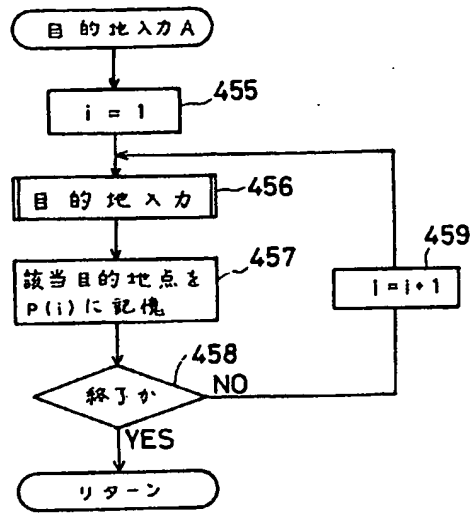 目的地入力A
i = 1
455
目的地入力
456
該当目的地点を
P(i)に記憶
457
終了か
458
NO
YES
i=i+1
459
リターン